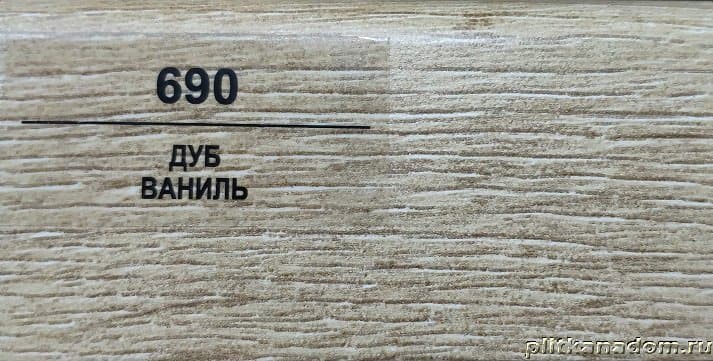 690
ДУБ
ВАНИЛЬ
plitkanadom.ru